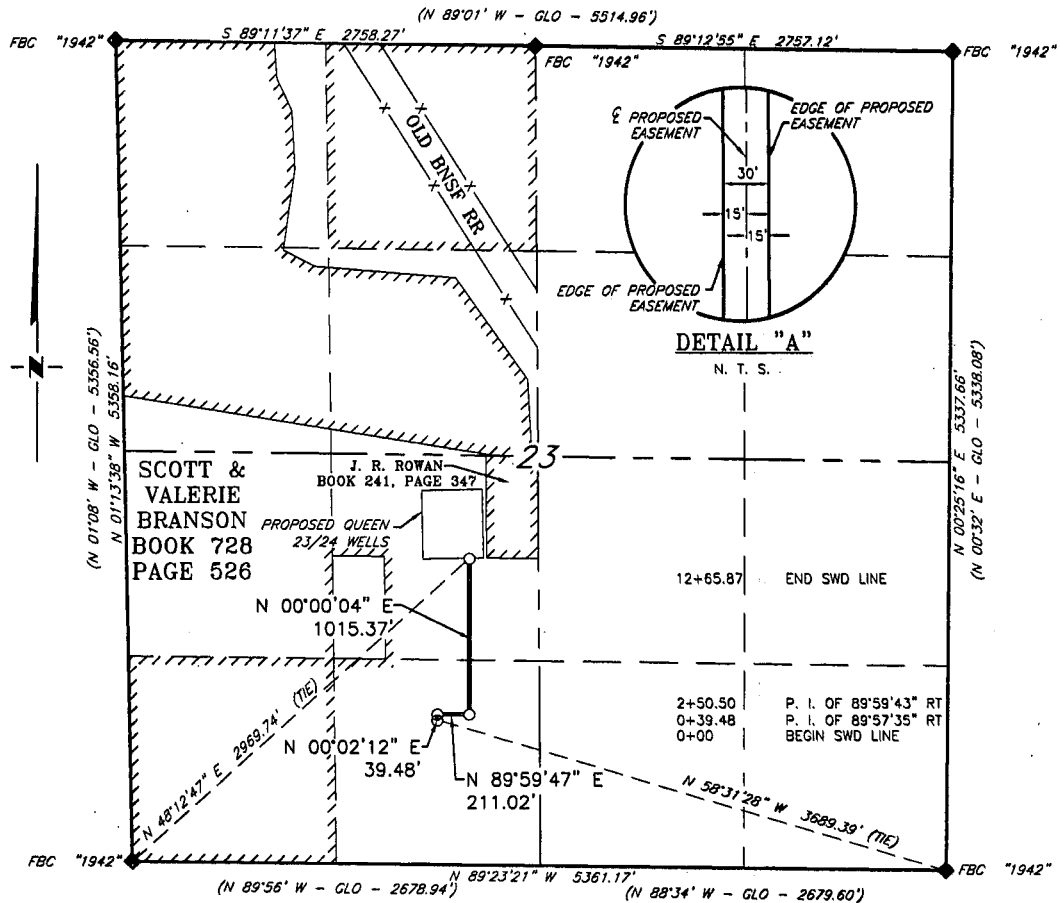 (N 89°01' W - GLO - 5514.96')
FBC "1942"
S 89°11'37" E 2758.27'
FBC "1942"
S 89°12'55" E 2757.12'
FBC "1942"
OLD BNSF RR
℄ PROPOSED
EASEMENT
EDGE OF PROPOSED
EASEMENT
30'
15'
15'
EDGE OF PROPOSED
EASEMENT
DETAIL "A"
N. T. S.
N
(N 01°08' W - GLO - 5356.56')
N 01°13'38" W 5358.16'
N 00°25'16" E 5337.66'
(N 00°32' E - GLO - 5338.08')
23
SCOTT &
VALERIE
BRANSON
BOOK 728
PAGE 526
J. R. ROWAN
BOOK 241, PAGE 347
PROPOSED QUEEN
23/24 WELLS
12+65.87 END SWD LINE
N 00°00'04" E
1015.37'
2+50.50 P. I. OF 89°59'43" RT
0+39.48 P. I. OF 89°57'35" RT
0+00 BEGIN SWD LINE
N 48°12'47" E 2969.74' (TIE)
N 00°02'12" E
39.48'
N 89°59'47" E
211.02'
N 58°31'28" W 3689.39' (TIE)
FBC "1942"
N 89°23'21" W 5361.17'
FBC "1942"
(N 89°56' W - GLO - 2678.94')
(N 88°34' W - GLO - 2679.60')